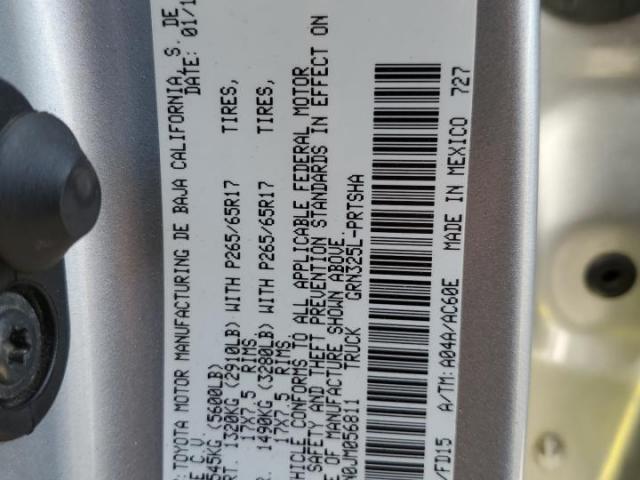 :TOYOTA MOTOR MANUFACTURING DE BAJA CALIFORNIA, S. DE
DATE: 01/1
545KG (5600LB)
RT. 1320KG (2910LB) WITH P265/65R17 TIRES,
17X7.5 RIMS,
1490KG (3280LB) WITH P265/65R17 TIRES,
17X7.5 RIMS.
EHICLE CONFORMS TO ALL APPLICABLE FEDERAL MOTOR
SAFETY AND THEFT PREVENTION STANDARDS IN EFFECT ON
OF MANUFACTURE SHOWN ABOVE.
N0JM056811 TRUCK GRN325L-PRTSHA
/FD15 A/TM:A04A/AC60E MADE IN MEXICO 727